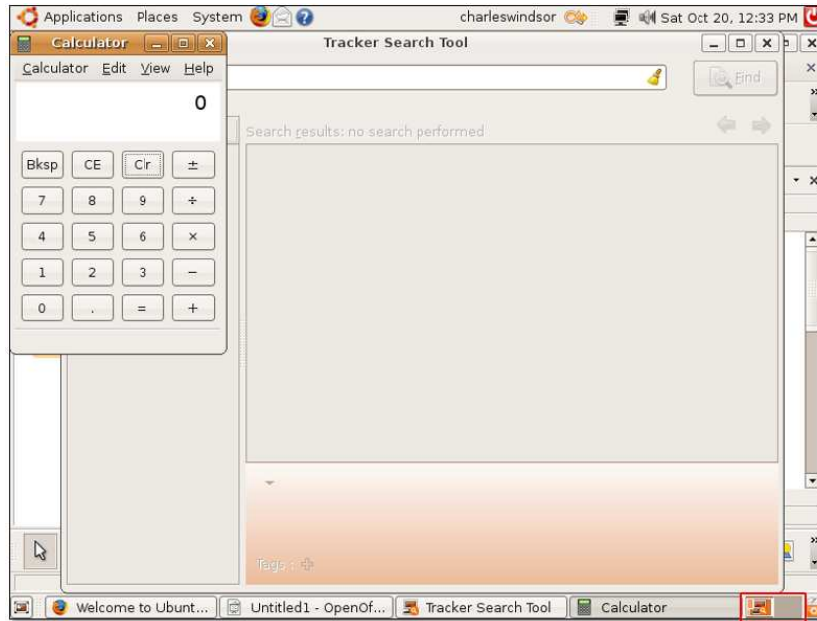 Applications Places System charleswindsor Sat Oct 20, 12:33 PM
Calculator
Tracker Search Tool
Calculator Edit View Help
Find
0
Search results: no search performed
Bksp CE Clr ±
7 8 9 ÷
4 5 6 ×
1 2 3 −
0 . = +
Tags :
Welcome to Ubunt... Untitled1 - OpenOf... Tracker Search Tool Calculator